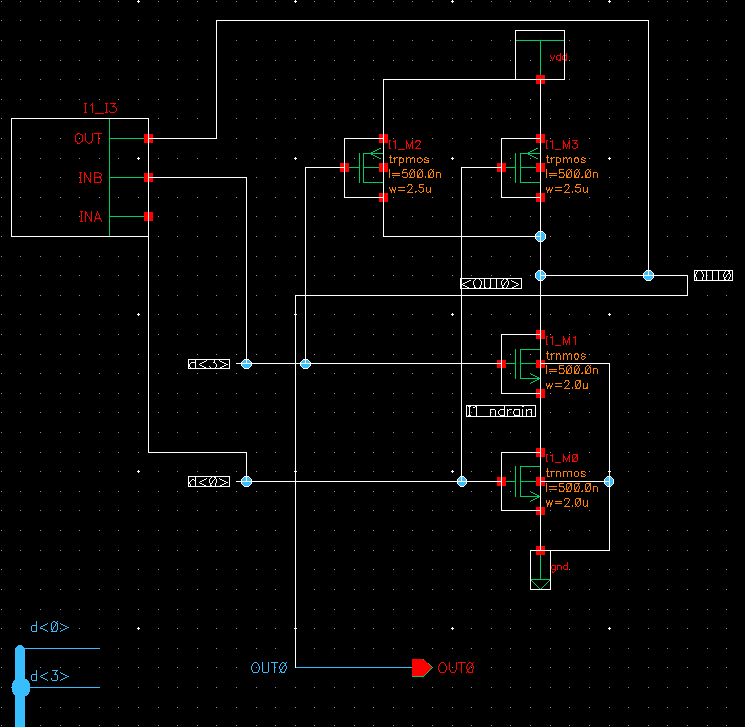 vdd.
I1_I3
OUT
INB
INA
I1_M2
trpmos
l=500.0n
w=2.5u
I1_M3
trpmos
l=500.0n
w=2.5u
<OUT0>
OUT0
I1_M1
trnmos
l=500.0n
w=2.0u
d<3>
I1_ndrain
I1_M0
trnmos
l=500.0n
w=2.0u
d<0>
gnd.
d<0>
d<3>
OUT0
OUT0